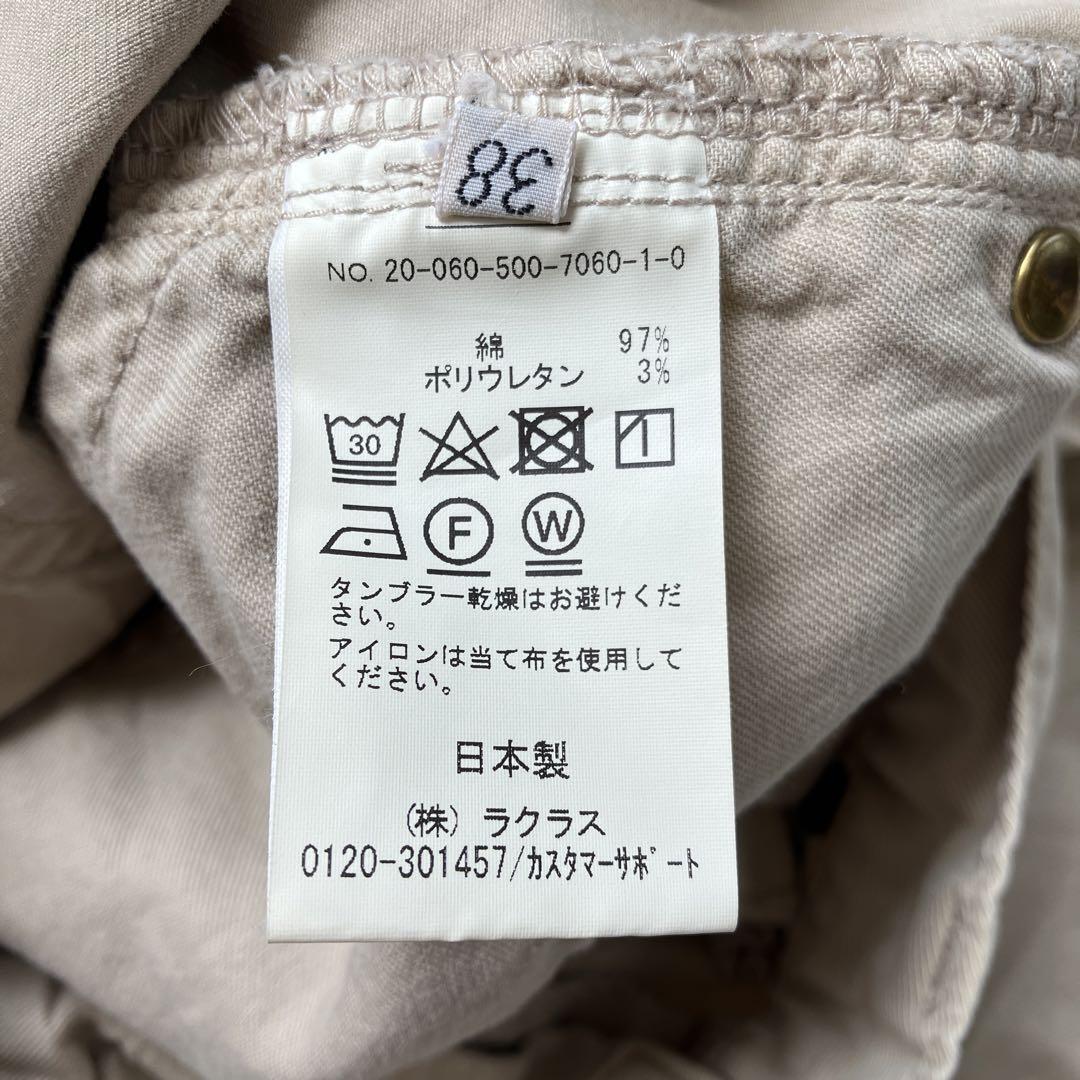 38
NO. 20-060-500-7060-1-0
綿 97%
ポリウレタン 3%
30
F W
タンブラー乾燥はお避けくだ
さい。
アイロンは当て布を使用して
ください。
日本製
(株) ラクラス
0120-301457/ｶｽﾀﾏｰｻﾎﾟｰﾄ